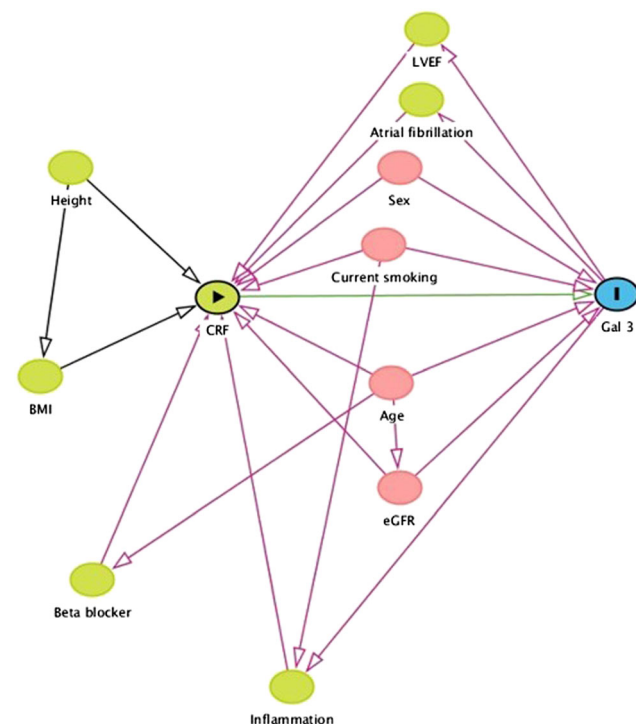 LVEF
Atrial fibrillation
Height
Sex
Current smoking
CRF
Gal 3
BMI
Age
eGFR
Beta blocker
Inflammation